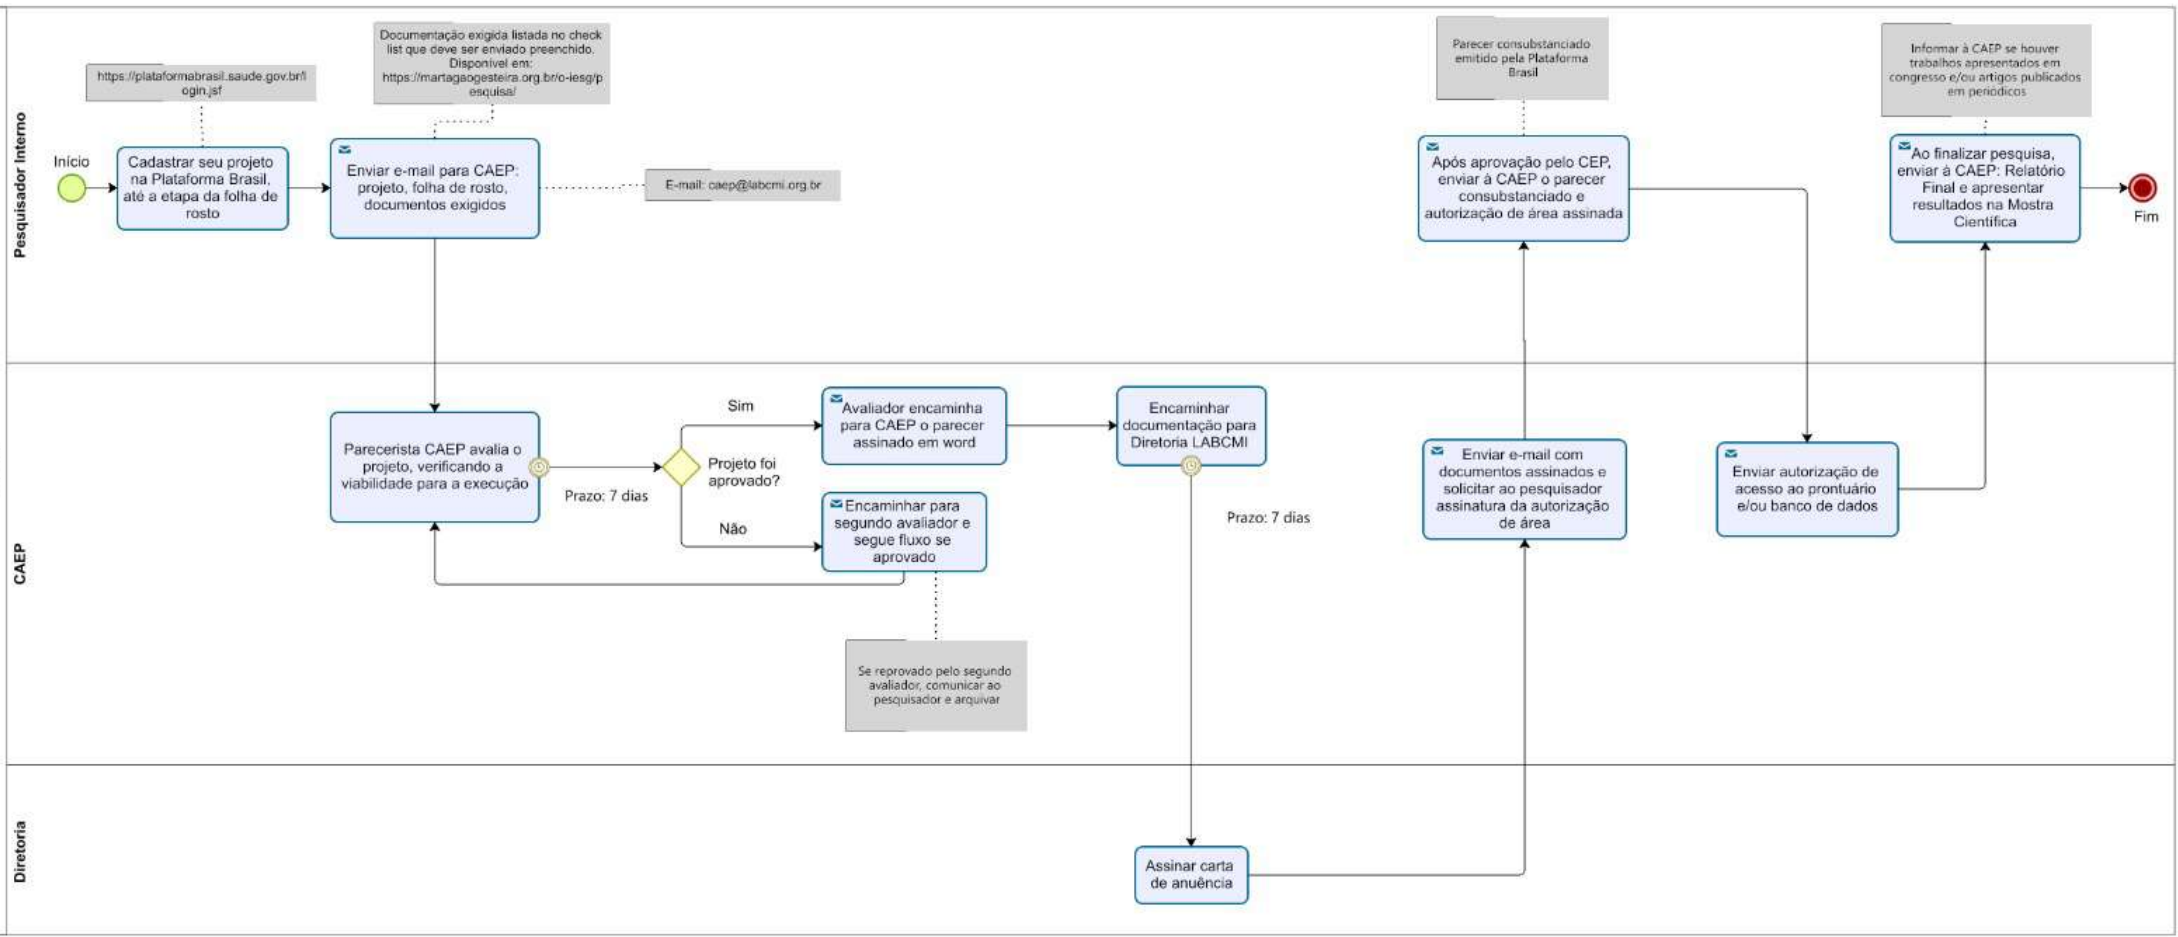 Pesquisador Interno
Início
https://plataformabrasil.saude.gov.br/l
ogin.jsf
Cadastrar seu projeto
na Plataforma Brasil,
até a etapa da folha de
rosto
Documentação exigida listada no check
list que deve ser enviado preenchido.
Disponível em:
https://martagaogesteira.org.br/o-iesg/p
esquisa/
Enviar e-mail para CAEP:
projeto, folha de rosto,
documentos exigidos
E-mail: caep@labcmi.org.br
Parecer consubstanciado
emitido pela Plataforma
Brasil
Após aprovação pelo CEP,
enviar à CAEP o parecer
consubstanciado e
autorização de área assinada
Informar à CAEP se houver
trabalhos apresentados em
congresso e/ou artigos publicados
em periódicos
Ao finalizar pesquisa,
enviar à CAEP: Relatório
Final e apresentar
resultados na Mostra
Científica
Fim
CAEP
Parecerista CAEP avalia o
projeto, verificando a
viabilidade para a execução
Prazo: 7 dias
Projeto foi
aprovado?
Sim
Avaliador encaminha
para CAEP o parecer
assinado em word
Não
Encaminhar para
segundo avaliador e
segue fluxo se
aprovado
Se reprovado pelo segundo
avaliador, comunicar ao
pesquisador e arquivar
Encaminhar
documentação para
Diretoria LABCMI
Prazo: 7 dias
Enviar e-mail com
documentos assinados e
solicitar ao pesquisador
assinatura da autorização
de área
Enviar autorização de
acesso ao prontuário
e/ou banco de dados
Diretoria
Assinar carta
de anuência